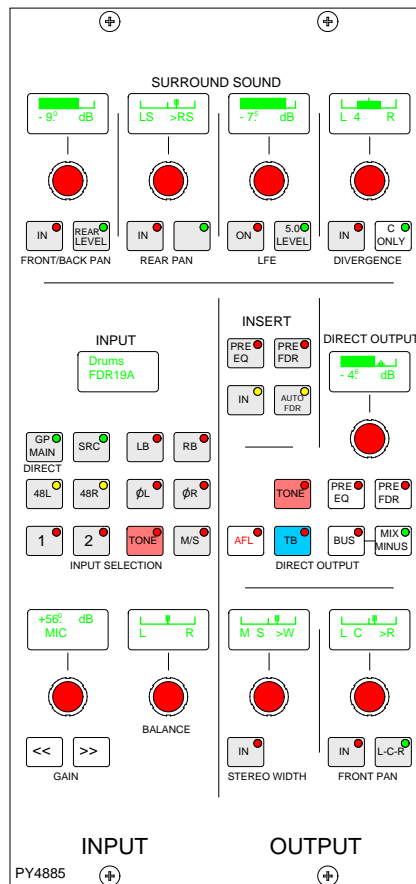 SURROUND SOUND
- 9.0 dB
LS >RS
- 7.5 dB
L 4 R
IN
REAR LEVEL
IN
ON
5.0 LEVEL
IN
C ONLY
FRONT/BACK PAN
REAR PAN
LFE
DIVERGENCE
INPUT
Drums
FDR19A
INSERT
PRE EQ
PRE FDR
IN
AUTO FDR
DIRECT OUTPUT
- 4.6 dB
GP MAIN
SRC
LB
RB
DIRECT
48L
48R
ØL
ØR
1
2
TONE
M/S
INPUT SELECTION
TONE
PRE EQ
PRE FDR
AFL
TB
BUS
MIX MINUS
DIRECT OUTPUT
+56.0 dB
MIC
L R
M S >W
L C >R
BALANCE
<<
>>
GAIN
IN
STEREO WIDTH
IN
L-C-R
FRONT PAN
INPUT
OUTPUT
PY4885